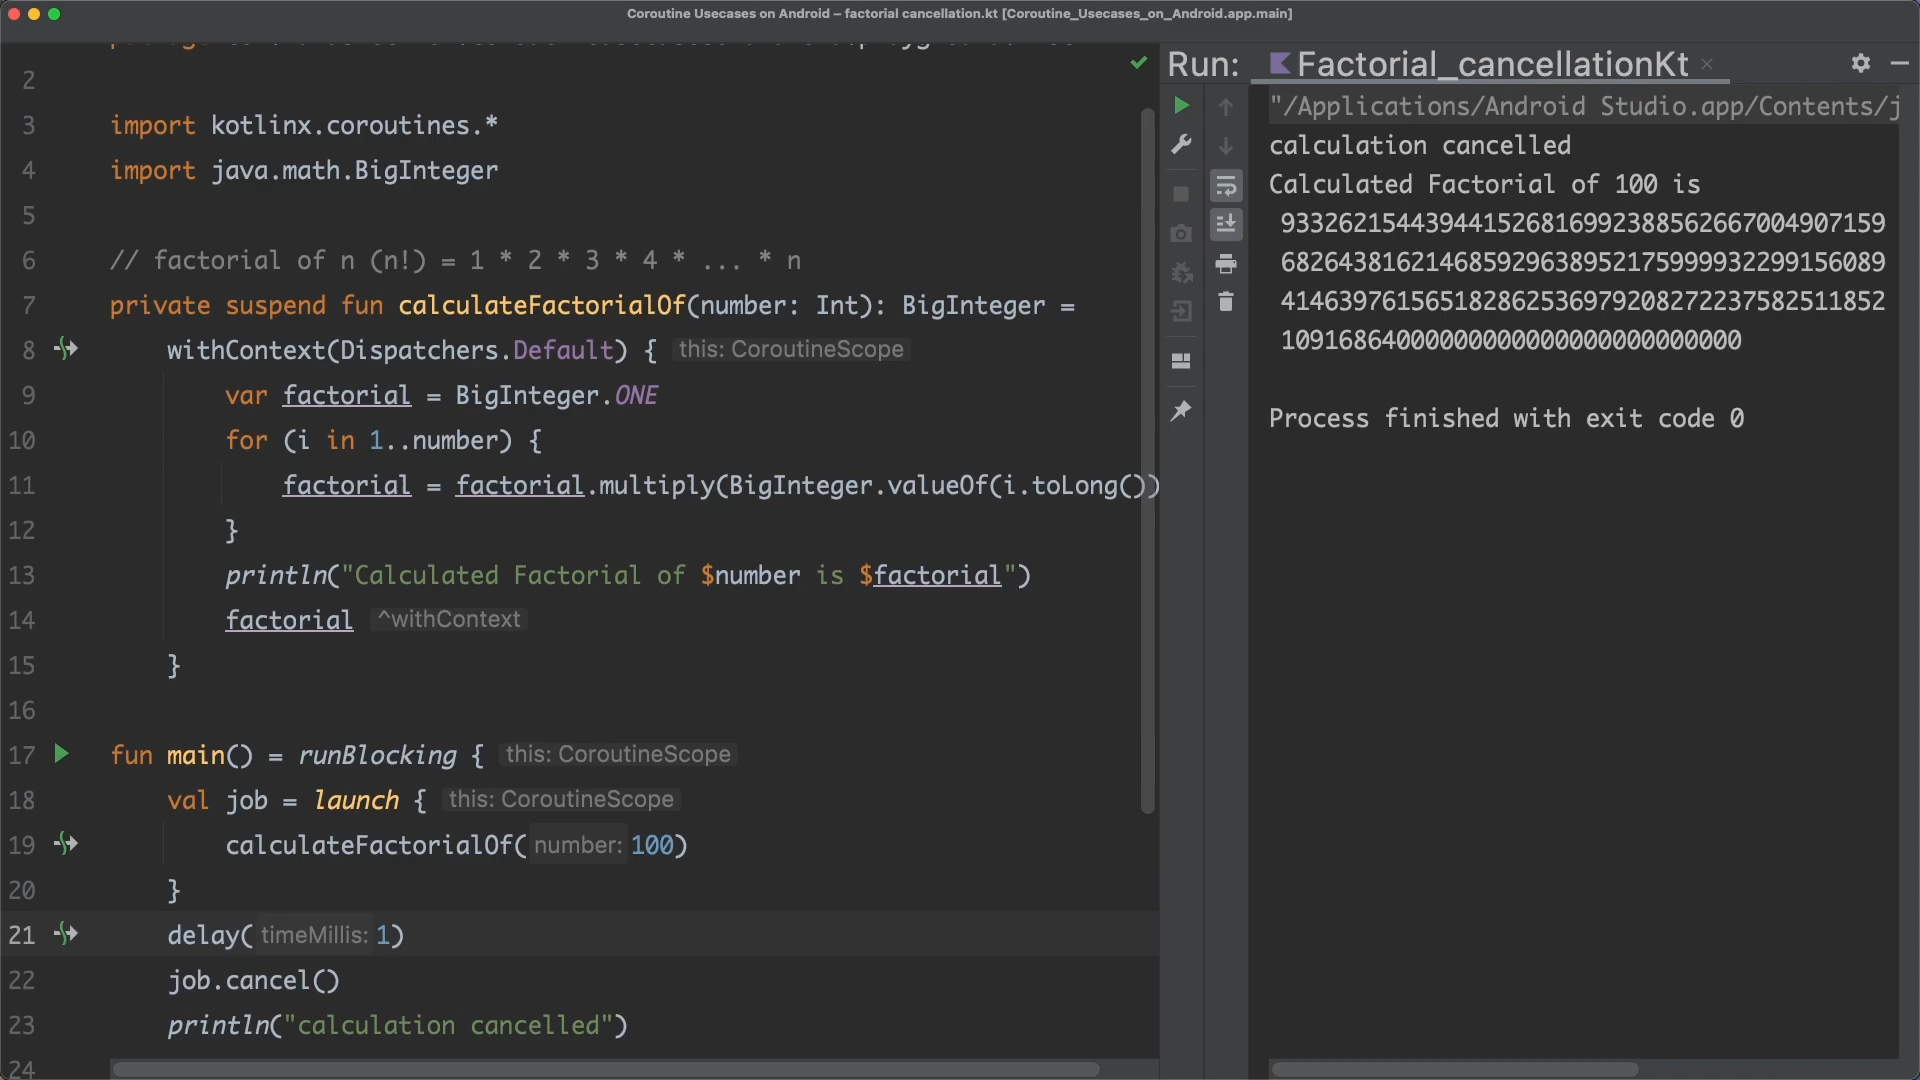 Coroutine Usecases on Android – factorial cancellation.kt [Coroutine_Usecases_on_Android.app.main]
2
3 import kotlinx.coroutines.*
4 import java.math.BigInteger
5
6 // factorial of n (n!) = 1 * 2 * 3 * 4 * ... * n
7 private suspend fun calculateFactorialOf(number: Int): BigInteger =
8 withContext(Dispatchers.Default) { this: CoroutineScope
9 var factorial = BigInteger.ONE
10 for (i in 1..number) {
11 factorial = factorial.multiply(BigInteger.valueOf(i.toLong())
12 }
13 println("Calculated Factorial of $number is $factorial")
14 factorial ^withContext
15 }
16
17 fun main() = runBlocking { this: CoroutineScope
18 val job = launch { this: CoroutineScope
19 calculateFactorialOf( number: 100)
20 }
21 delay( timeMillis: 1)
22 job.cancel()
23 println("calculation cancelled")
24
Run: Factorial_cancellationKt
"/Applications/Android Studio.app/Contents/j
calculation cancelled
Calculated Factorial of 100 is
933262154439441526816992388562667004907159
682643816214685929638952175999932299156089
414639761565182862536979208272237582511852
10916864000000000000000000000000
Process finished with exit code 0